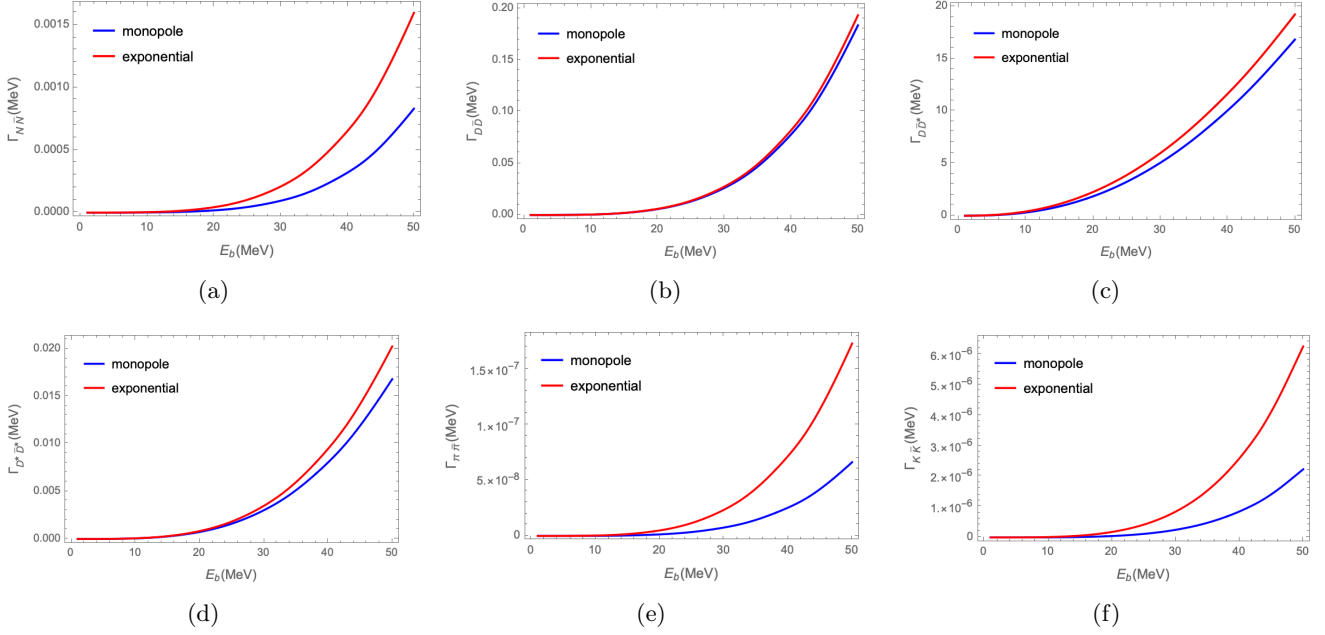 0.0015
0.0010
0.0005
0.0000
Γ_{N N̄}(MeV)
monopole
exponential
0 10 20 30 40 50
E_b(MeV)
(a)
0.20
0.15
0.10
0.05
0.00
Γ_{D D̄}(MeV)
monopole
exponential
0 10 20 30 40 50
E_b(MeV)
(b)
20
15
10
5
0
Γ_{D D̄*}(MeV)
monopole
exponential
0 10 20 30 40 50
E_b(MeV)
(c)
0.020
0.015
0.010
0.005
0.000
Γ_{D* D̄*}(MeV)
monopole
exponential
0 10 20 30 40 50
E_b(MeV)
(d)
1.5×10⁻⁷
1.×10⁻⁷
5.×10⁻⁸
0
Γ_{π π̄}(MeV)
monopole
exponential
0 10 20 30 40 50
E_b(MeV)
(e)
6.×10⁻⁶
5.×10⁻⁶
4.×10⁻⁶
3.×10⁻⁶
2.×10⁻⁶
1.×10⁻⁶
0
Γ_{K K̄}(MeV)
monopole
exponential
0 10 20 30 40 50
E_b(MeV)
(f)